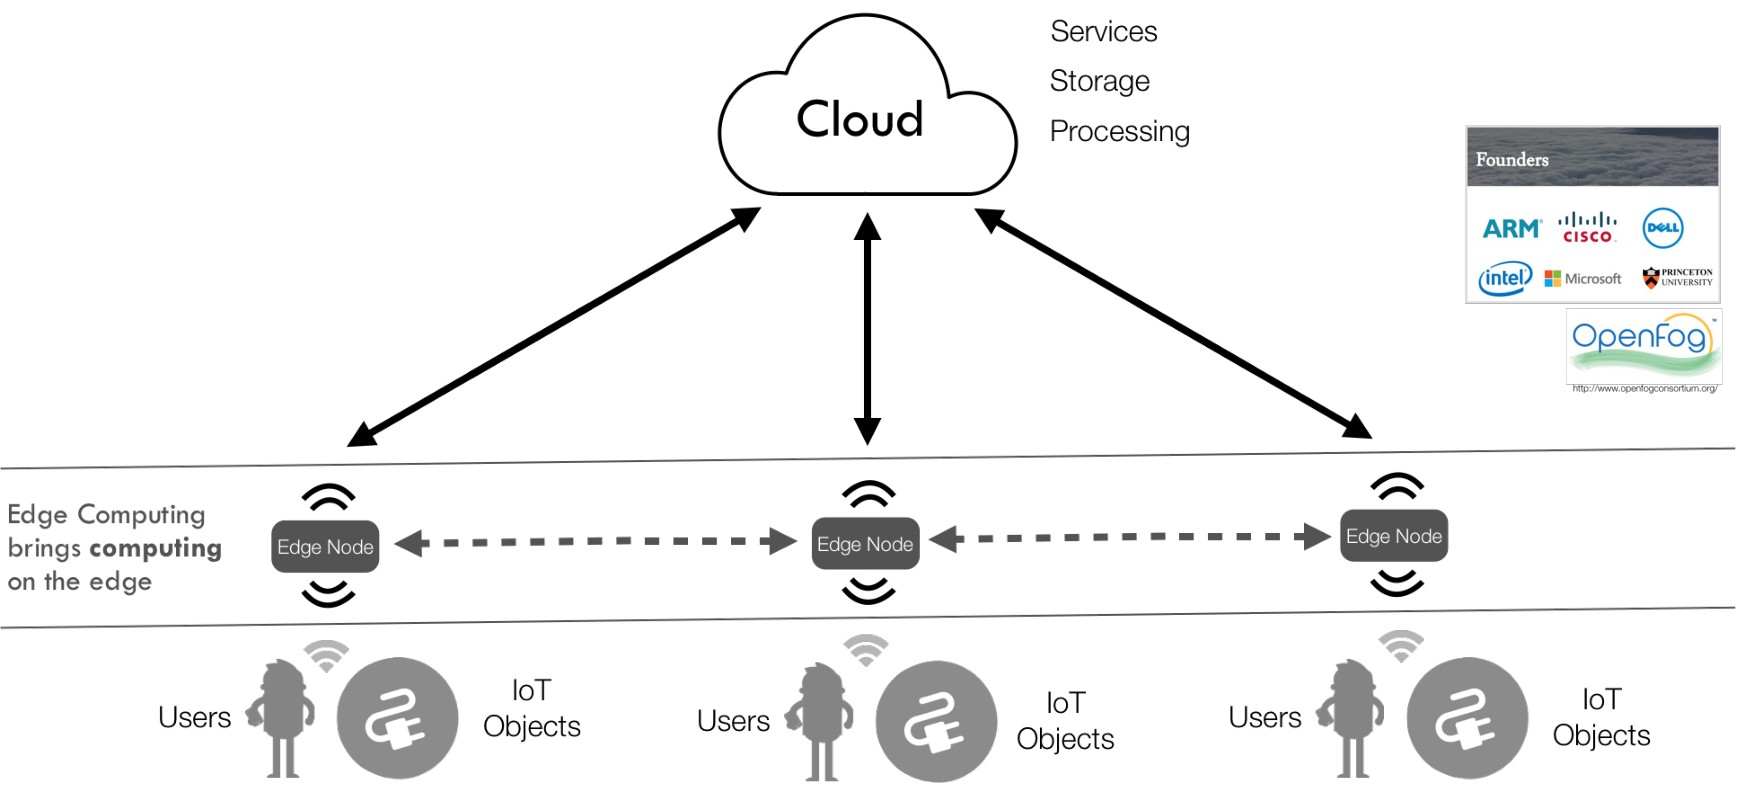 Services
Storage
Processing
Cloud
Founders
ARM
CISCO
DELL
intel
Microsoft
PRINCETON
UNIVERSITY
OpenFog™
http://www.openfogconsortium.org/
Edge Computing
brings computing
on the edge
Edge Node
Edge Node
Edge Node
Users
IoT
Objects
Users
IoT
Objects
Users
IoT
Objects